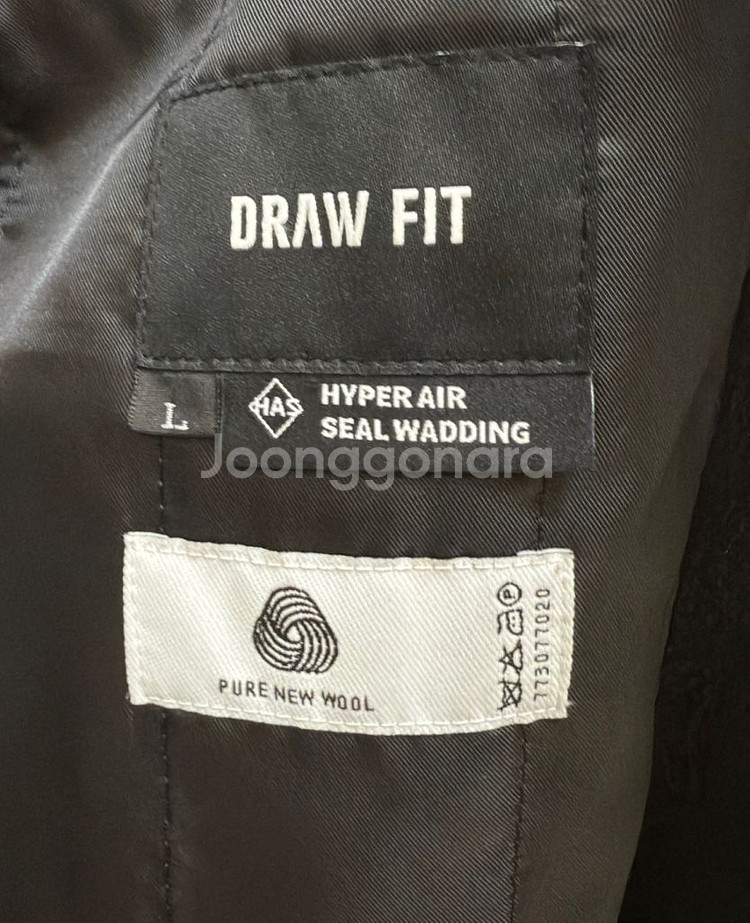 DRAW FIT
L
HAS
HYPER AIR
SEAL WADDING
Joonggonara
PURE NEW WOOL
P
773077020